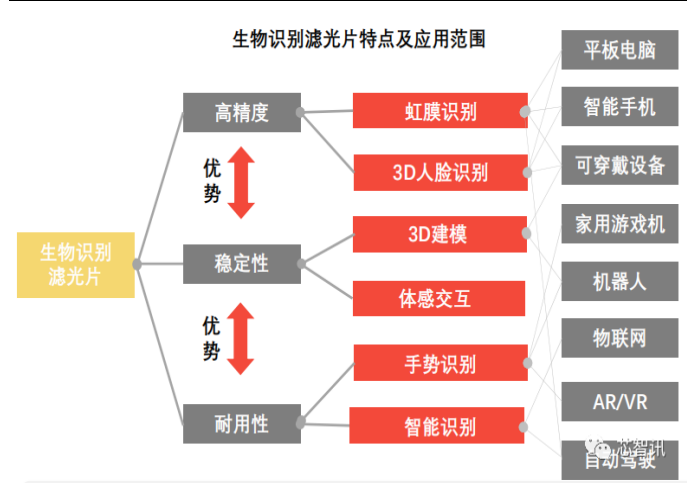 生物识别滤光片特点及应用范围
生物识别
滤光片
高精度
优
势
稳定性
优
势
耐用性
虹膜识别
3D人脸识别
3D建模
体感交互
手势识别
智能识别
平板电脑
智能手机
可穿戴设备
家用游戏机
机器人
物联网
AR/VR
自动驾驶
芯智讯